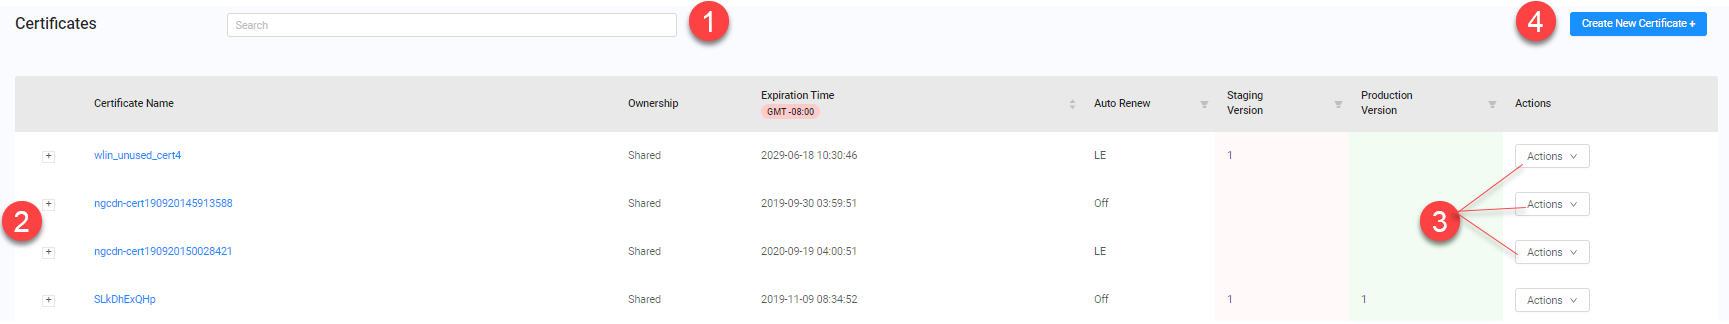 Certificates
Search
1
4
Create New Certificate +
Certificate Name
Ownership
Expiration Time
GMT -08:00
Auto Renew
Staging
Version
Production
Version
Actions
+ wlin_unused_cert4 Shared 2029-06-18 10:30:46 LE 1 Actions
+ ngcdn-cert190920145913588 Shared 2019-09-30 03:59:51 Off Actions
2
3
+ ngcdn-cert190920150028421 Shared 2020-09-19 04:00:51 LE Actions
+ SLkDhExQHp Shared 2019-11-09 08:34:52 Off 1 1 Actions